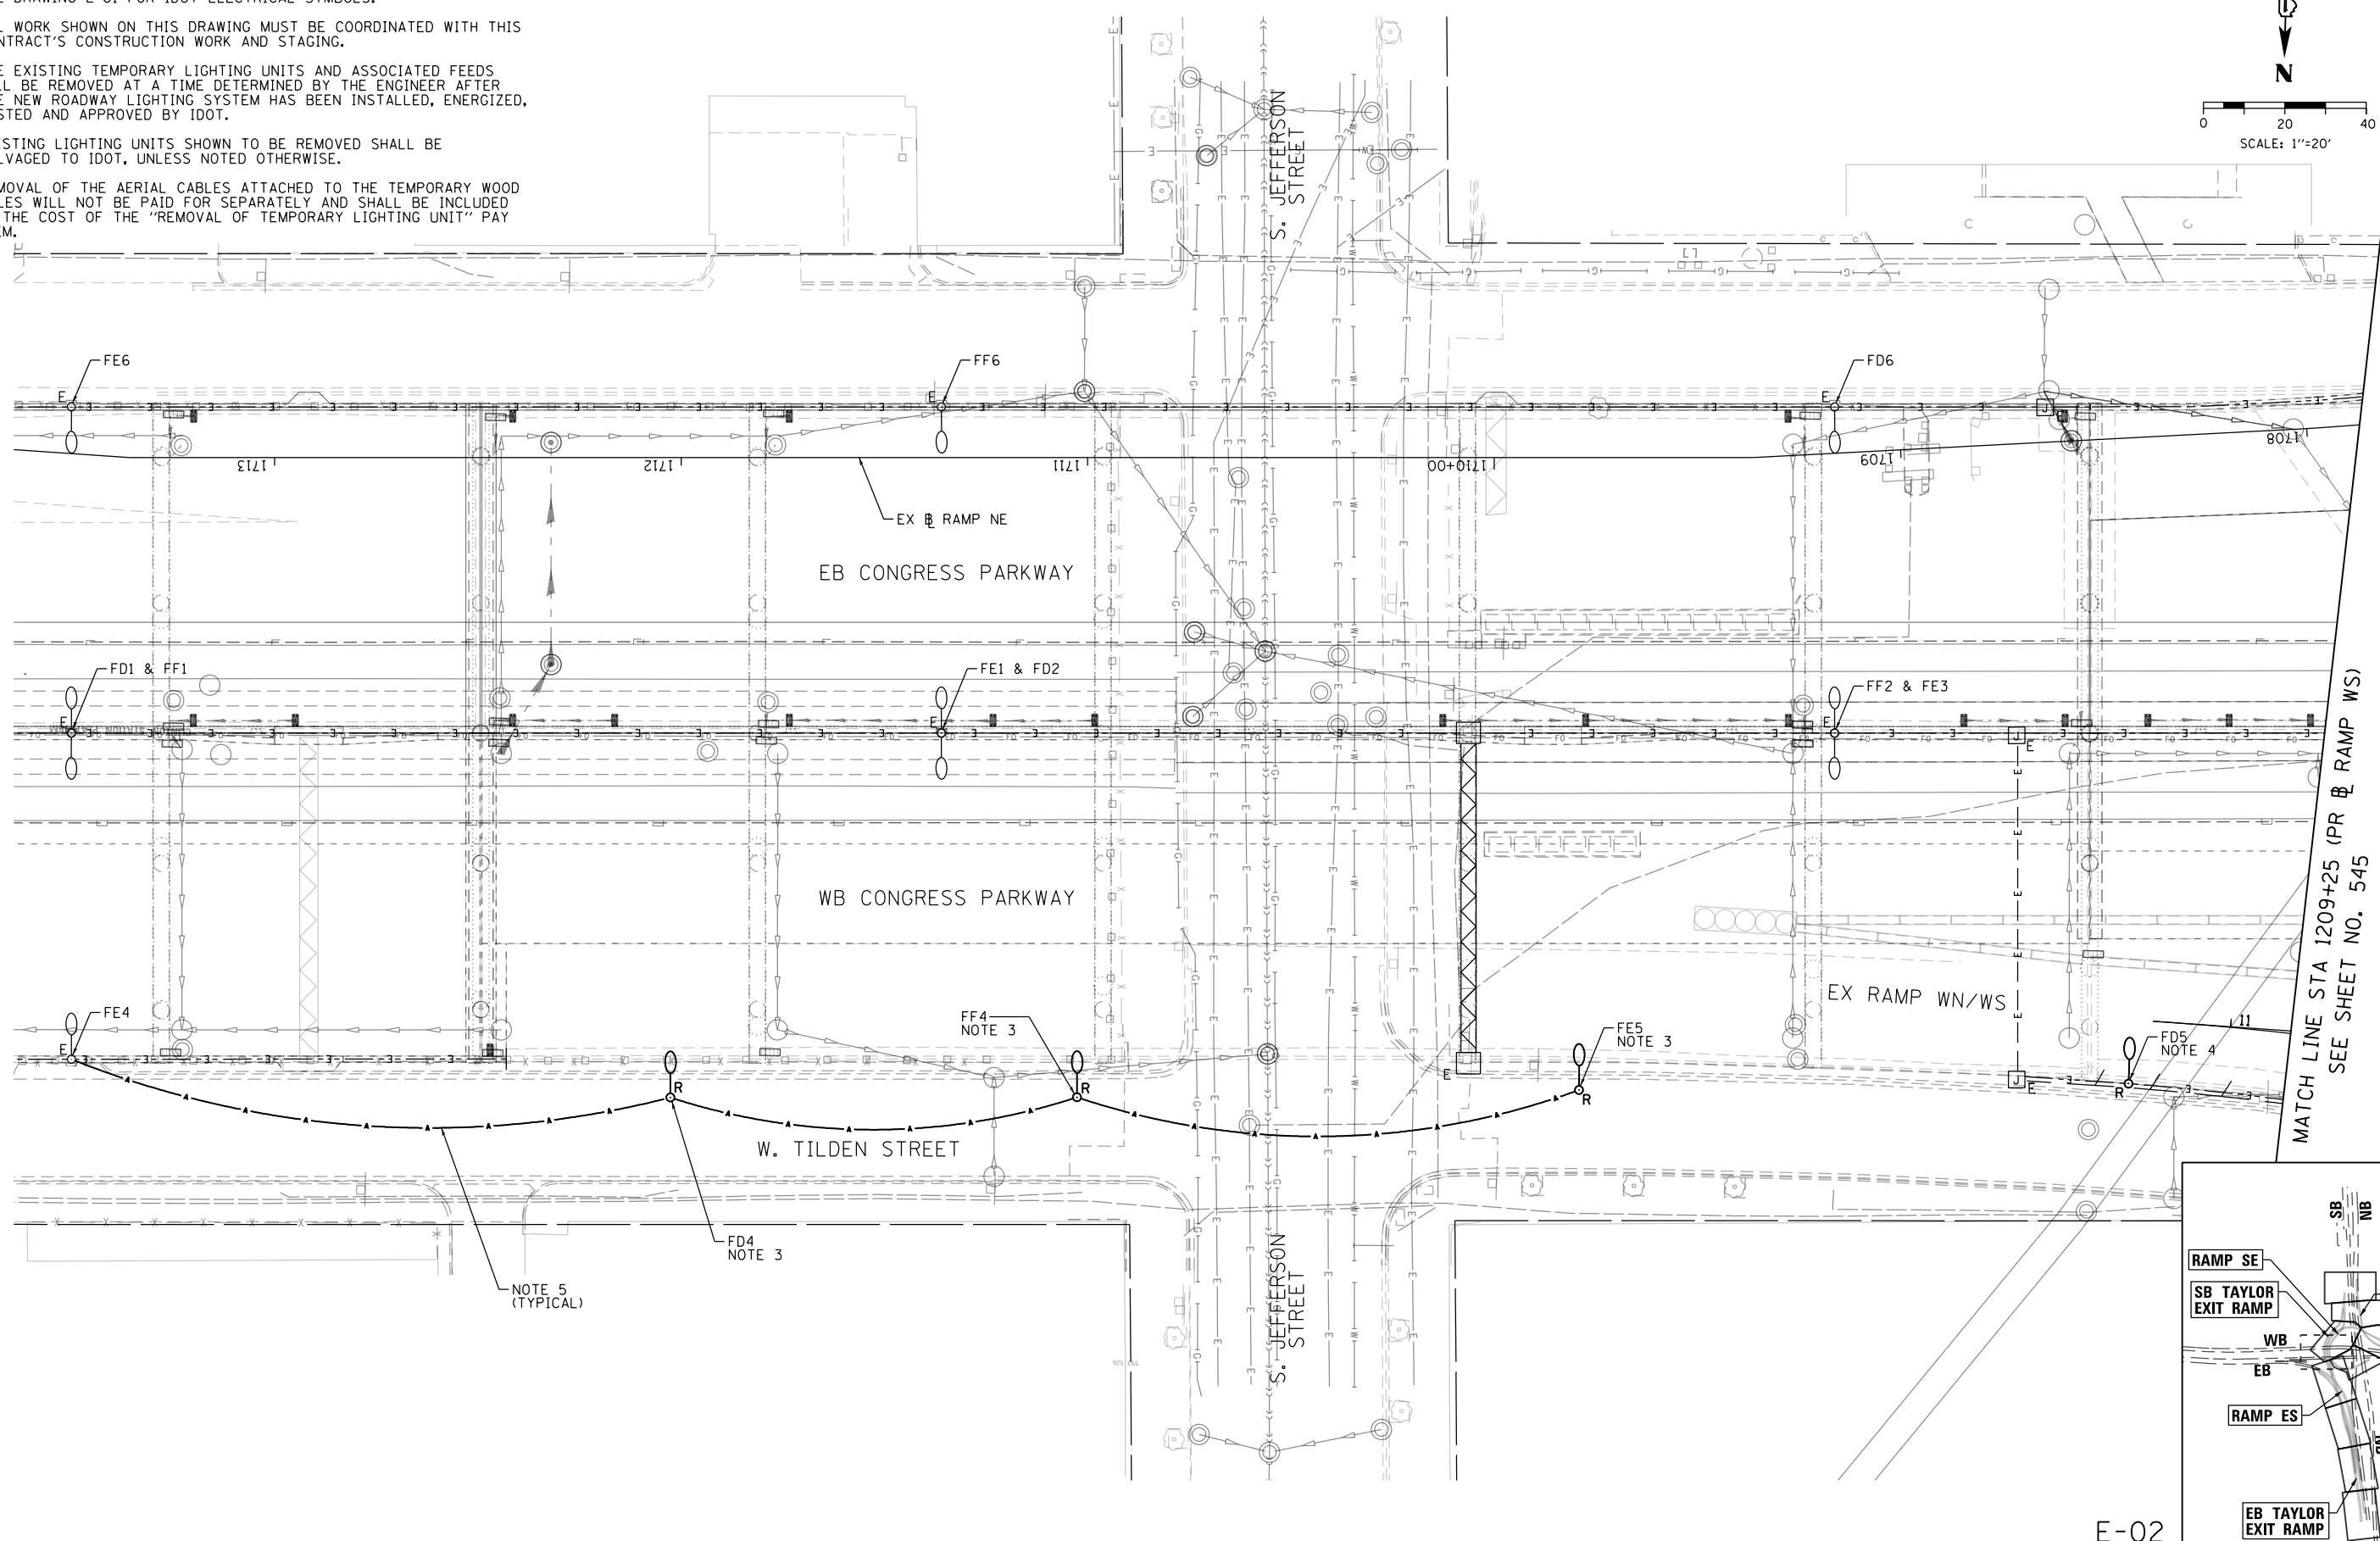 WORK SHOWN ON THIS DRAWING MUST BE COORDINATED WITH THIS
CONSTRUCTION WORK AND STAGING.
EXISTING TEMPORARY LIGHTING UNITS AND ASSOCIATED FEEDS
BE REMOVED AT A TIME DETERMINED BY THE ENGINEER AFTER
NEW ROADWAY LIGHTING SYSTEM HAS BEEN INSTALLED, ENERGIZED,
AND APPROVED BY IDOT.
LIGHTING UNITS SHOWN TO BE REMOVED SHALL BE
TO IDOT, UNLESS NOTED OTHERWISE.
OF THE AERIAL CABLES ATTACHED TO THE TEMPORARY WOOD
WILL NOT BE PAID FOR SEPARATELY AND SHALL BE INCLUDED
THE COST OF THE "REMOVAL OF TEMPORARY LIGHTING UNIT" PAY
N
0 20 40
SCALE: 1"=20'
S. JEFFERSON
STREET
FE6
FF6
FD6
1713
1712
1711
1710+00
1709
1708
EX ℄ RAMP NE
EB CONGRESS PARKWAY
FD1 & FF1
FE1 & FD2
FF2 & FE3
WB CONGRESS PARKWAY
EX RAMP WN/WS
FE4
FF4
NOTE 3
FE5
NOTE 3
11
FD5
NOTE 4
W. TILDEN STREET
FD4
NOTE 3
NOTE 5
(TYPICAL)
S. JEFFERSON
STREET
MATCH LINE STA 1209+25 (PR ℄ RAMP WS)
SEE SHEET NO. 545
SB
NB
RAMP SE
SB TAYLOR
EXIT RAMP
WB
EB
RAMP ES
EB TAYLOR
EXIT RAMP
E-02